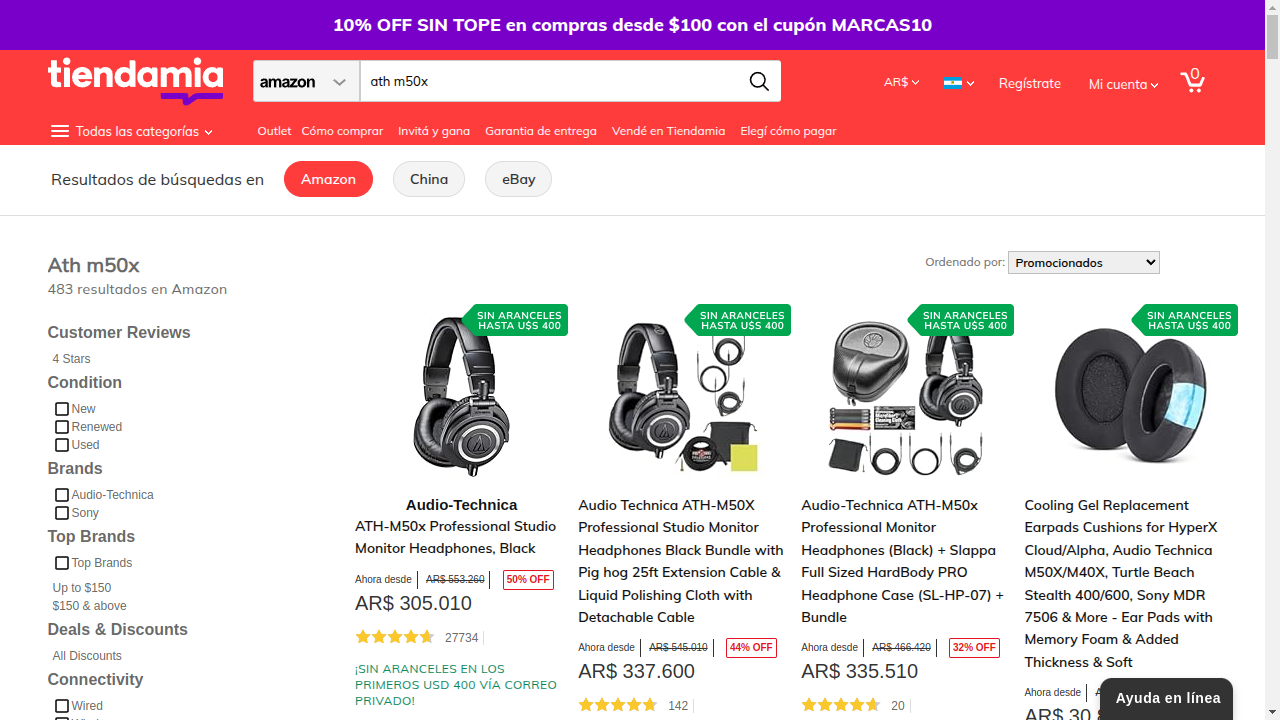 10% OFF SIN TOPE en compras desde $100 con el cupón MARCAS10
tiendamia
amazon
ath m50x
AR$
Regístrate
Mi cuenta
0
Todas las categorías
Outlet
Cómo comprar
Invitá y gana
Garantia de entrega
Vendé en Tiendamia
Elegí cómo pagar
Resultados de búsquedas en
Amazon
China
eBay
Ath m50x
483 resultados en Amazon
Ordenado por: Promocionados
Customer Reviews
4 Stars
Condition
New
Renewed
Used
Brands
Audio-Technica
Sony
Top Brands
Top Brands
Up to $150
$150 & above
Deals & Discounts
All Discounts
Connectivity
Wired
SIN ARANCELES
HASTA U$S 400
Audio-Technica
ATH-M50x Professional Studio
Monitor Headphones, Black
Ahora desde
AR$ 553.260
50% OFF
AR$ 305.010
27734
¡SIN ARANCELES EN LOS
PRIMEROS USD 400 VÍA CORREO
PRIVADO!
SIN ARANCELES
HASTA U$S 400
Audio Technica ATH-M50X
Professional Studio Monitor
Headphones Black Bundle with
Pig hog 25ft Extension Cable &
Liquid Polishing Cloth with
Detachable Cable
Ahora desde
AR$ 545.010
44% OFF
AR$ 337.600
142
SIN ARANCELES
HASTA U$S 400
Audio-Technica ATH-M50x
Professional Monitor
Headphones (Black) + Slappa
Full Sized HardBody PRO
Headphone Case (SL-HP-07) +
Bundle
Ahora desde
AR$ 466.420
32% OFF
AR$ 335.510
20
SIN ARANCELES
HASTA U$S 400
Cooling Gel Replacement
Earpads Cushions for HyperX
Cloud/Alpha, Audio Technica
M50X/M40X, Turtle Beach
Stealth 400/600, Sony MDR
7506 & More - Ear Pads with
Memory Foam & Added
Thickness & Soft
Ahora desde
Ayuda en línea